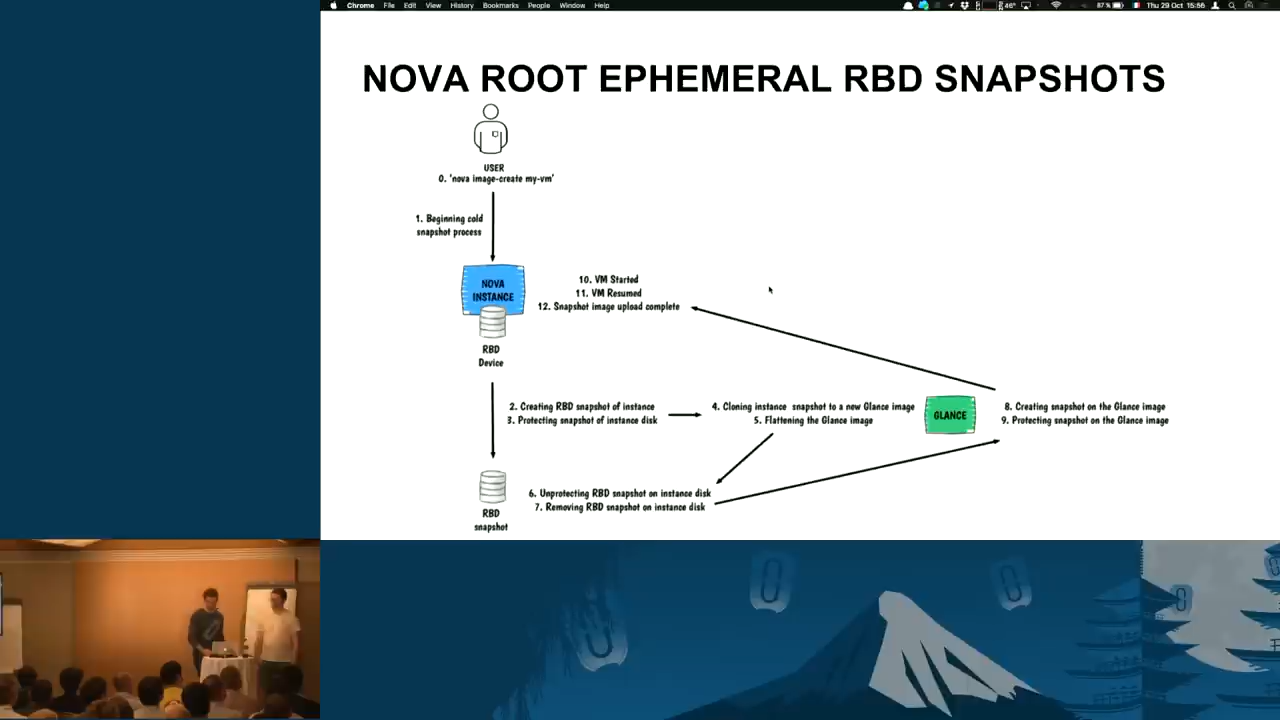 Chrome File Edit View History Bookmarks People Window Help
46° 87 % Thu 29 Oct 15:56
NOVA ROOT EPHEMERAL RBD SNAPSHOTS
USER
0. 'nova image-create my-vm'
1. Beginning cold
snapshot process
NOVA
INSTANCE
10. VM Started
11. VM Resumed
12. Snapshot image upload complete
RBD
Device
2. Creating RBD snapshot of instance
3. Protecting snapshot of instance disk
4. Cloning instance snapshot to a new Glance image
5. Flattening the Glance image
GLANCE
8. Creating snapshot on the Glance image
9. Protecting snapshot on the Glance image
6. Unprotecting RBD snapshot on instance disk
7. Removing RBD snapshot on instance disk
RBD
snapshot